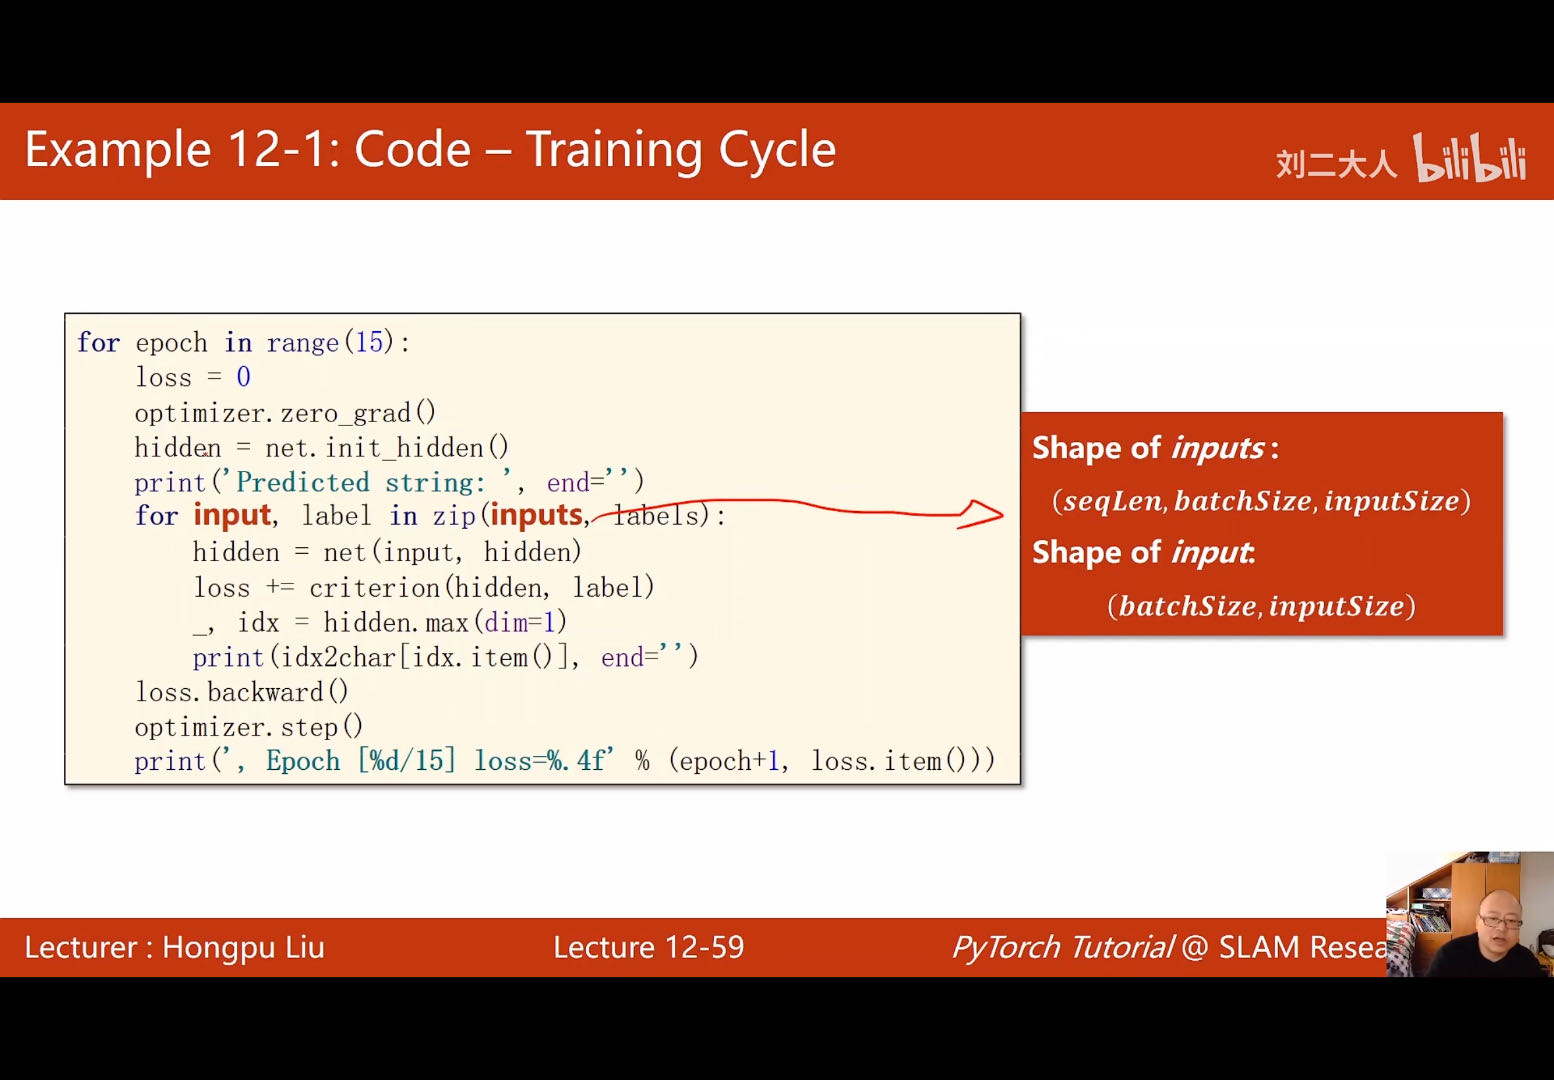 Example 12-1: Code – Training Cycle
刘二大人 bilibili
for epoch in range(15):
loss = 0
optimizer.zero_grad()
hidden = net.init_hidden()
print('Predicted string: ', end='')
for input, label in zip(inputs, labels):
hidden = net(input, hidden)
loss += criterion(hidden, label)
_, idx = hidden.max(dim=1)
print(idx2char[idx.item()], end='')
loss.backward()
optimizer.step()
print(', Epoch [%d/15] loss=%.4f' % (epoch+1, loss.item()))
Shape of inputs:
(seqLen, batchSize, inputSize)
Shape of input:
(batchSize, inputSize)
Lecturer : Hongpu Liu
Lecture 12-59
PyTorch Tutorial @ SLAM Resea